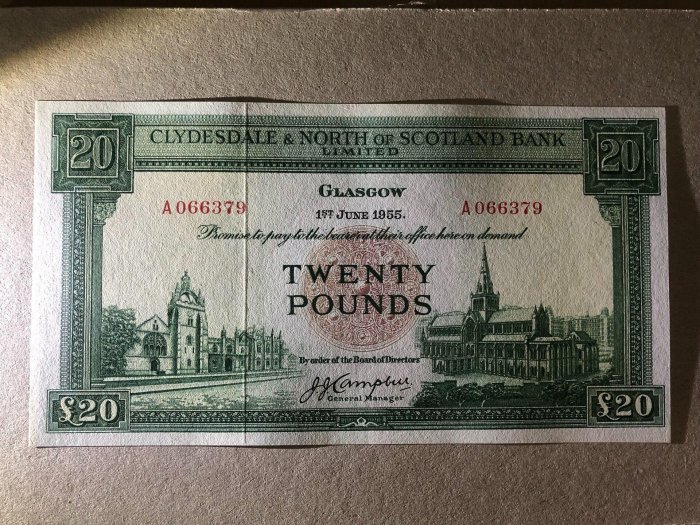 20 CLYDESDALE & NORTH OF SCOTLAND BANK 20
LIMITED
GLASGOW
A 066379 A 066379
1ST JUNE 1955.
Promise to pay to the bearer at their office here on demand
TWENTY
POUNDS
By order of the Board of Directors
J.J. Campbell
General Manager
£20 £20